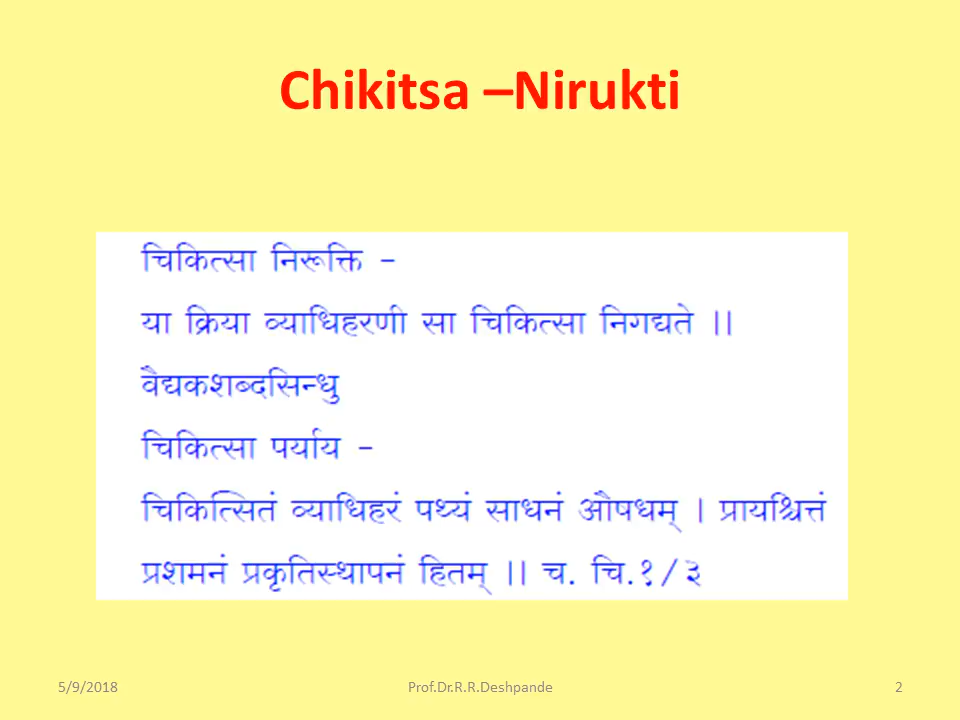 Chikitsa –Nirukti
चिकित्सा निरूक्ति -
या क्रिया व्याधिहरणी सा चिकित्सा निगद्यते ||
वैद्यकशब्दसिन्धु
चिकित्सा पर्याय -
चिकित्सितं व्याधिहरं पथ्यं साधनं औषधम् | प्रायश्चित्तं
प्रशमनं प्रकृतिस्थापनं हितम् || च. चि.१/३
5/9/2018
Prof.Dr.R.R.Deshpande
2